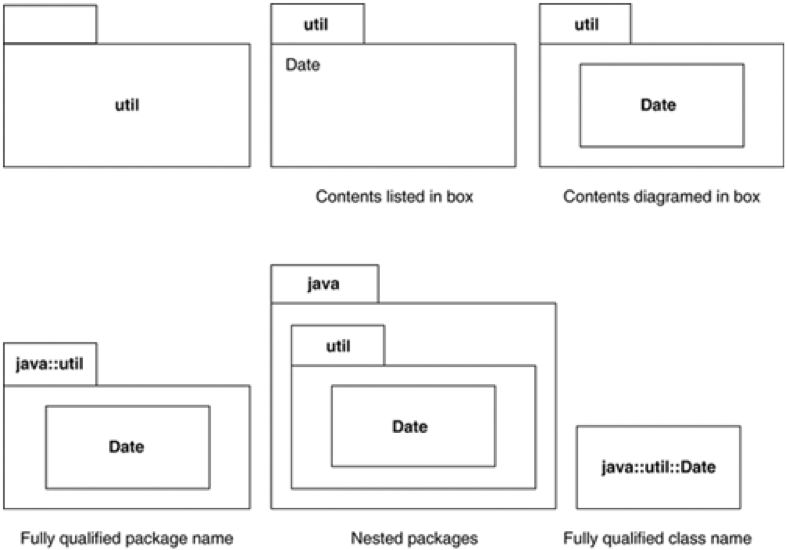 util
util
Date
Contents listed in box
util
Date
Contents diagramed in box
java::util
Date
Fully qualified package name
java
util
Date
Nested packages
java::util::Date
Fully qualified class name